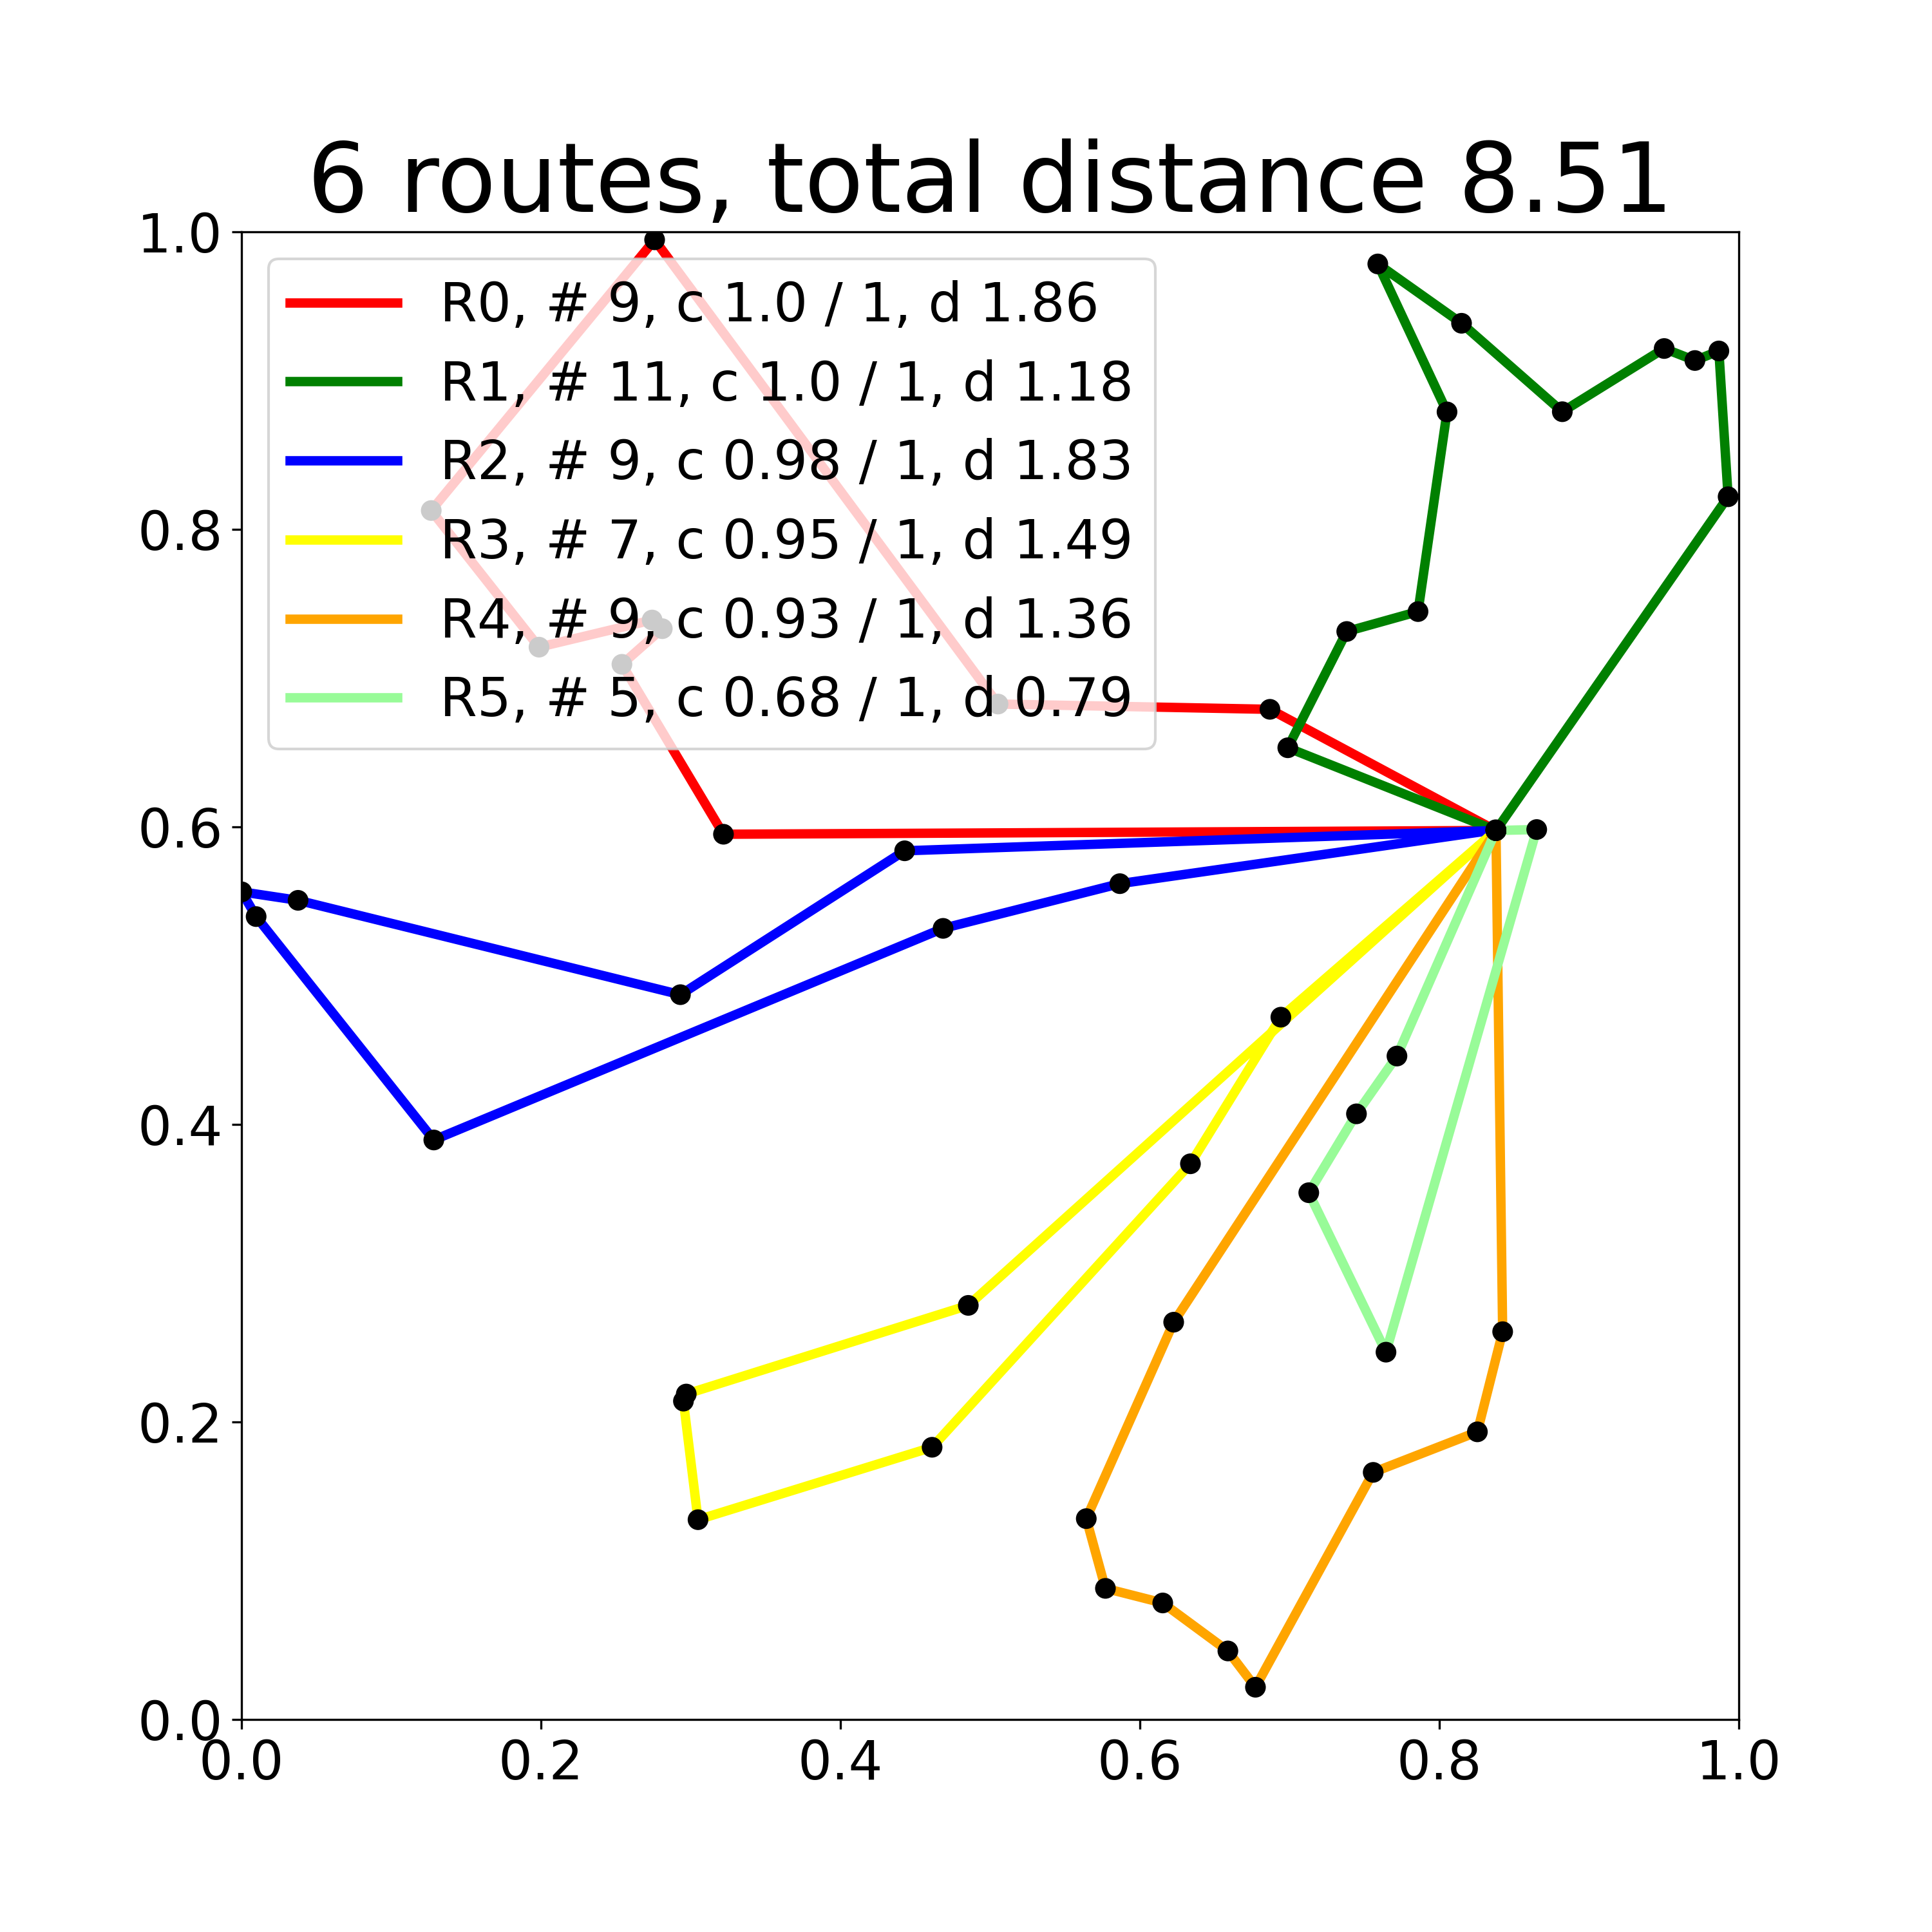 6 routes, total distance 8.51
1.0
0.8
0.6
0.4
0.2
0.0
R0, # 9, c 1.0 / 1, d 1.86
R1, # 11, c 1.0 / 1, d 1.18
R2, # 9, c 0.98 / 1, d 1.83
R3, # 7, c 0.95 / 1, d 1.49
R4, # 9, c 0.93 / 1, d 1.36
R5, # 5, c 0.68 / 1, d 0.79
0.0 0.2 0.4 0.6 0.8 1.0